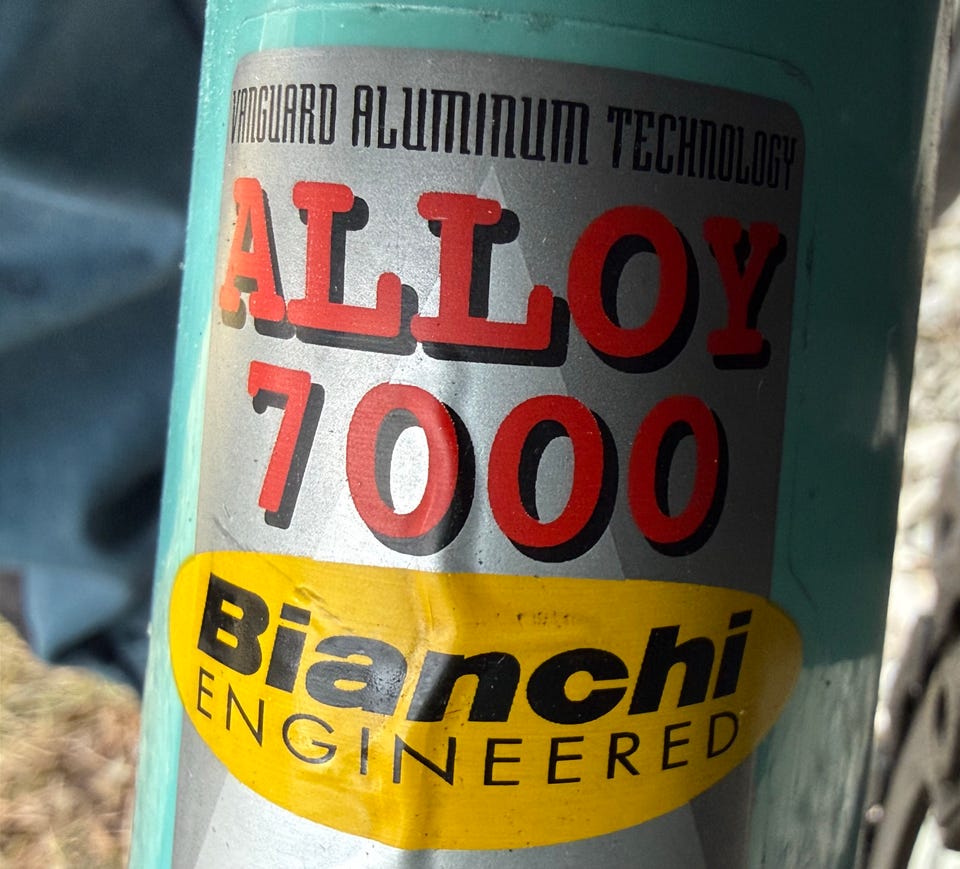 VANGUARD ALUMINUM TECHNOLOGY
ALLOY
7000
Bianchi
ENGINEERED